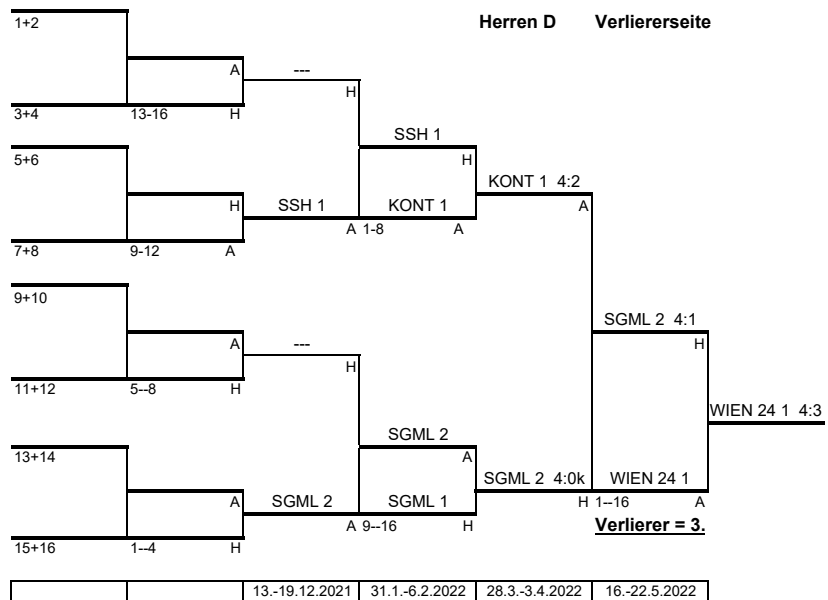 Herren D Verliererseite
1+2
A ---
H
3+4 13-16 H
SSH 1
5+6 H
KONT 1 4:2
H SSH 1 KONT 1 A
A 1-8 A
7+8 9-12 A
9+10
SGML 2 4:1
A --- H
H
11+12 5--8 H
WIEN 24 1 4:3
SGML 2
13+14 A
SGML 2 4:0k WIEN 24 1
A SGML 2 SGML 1 H 1--16 A
A 9--16 H Verlierer = 3.
15+16 1--4 H
13.-19.12.2021 31.1.-6.2.2022 28.3.-3.4.2022 16.-22.5.2022